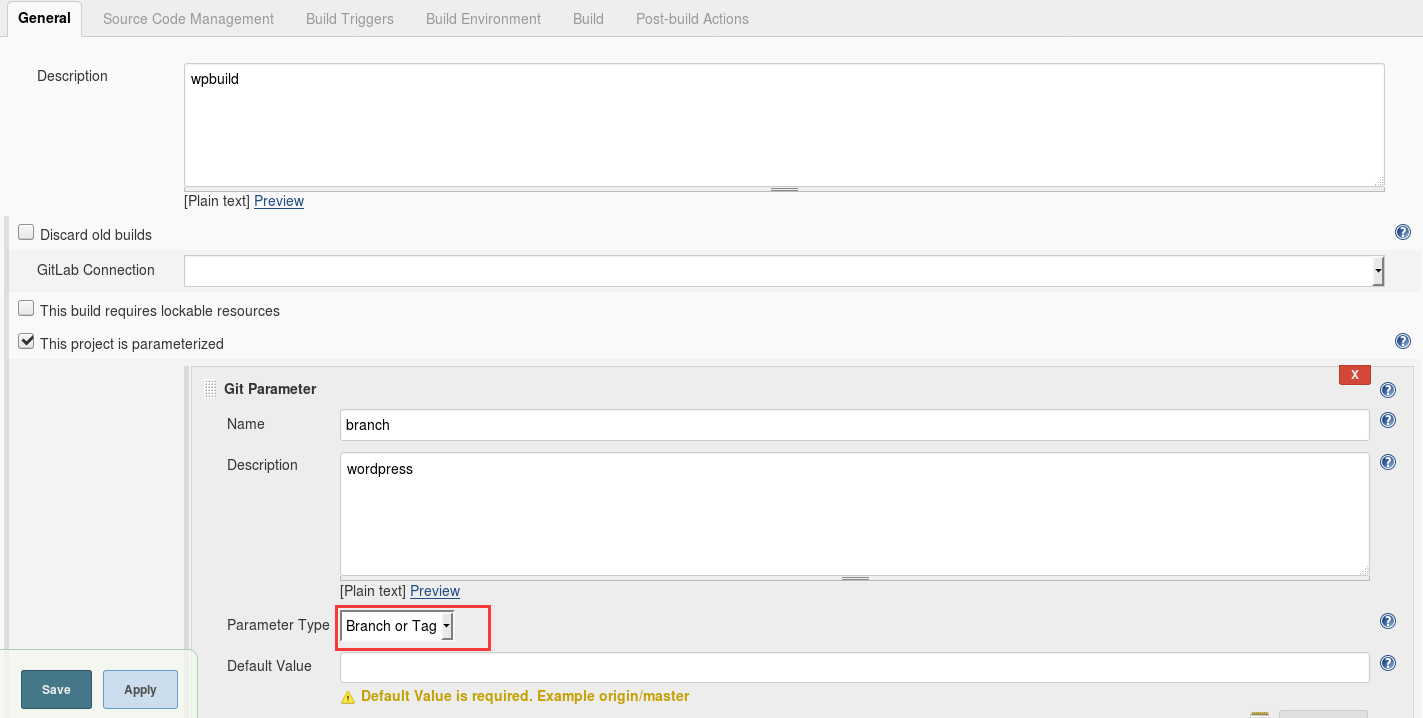 General Source Code Management Build Triggers Build Environment Build Post-build Actions
Description
wpbuild
[Plain text] Preview
Discard old builds
GitLab Connection
This build requires lockable resources
This project is parameterized
X
Git Parameter
Name branch
Description
wordpress
[Plain text] Preview
Parameter Type Branch or Tag
Default Value
Default Value is required. Example origin/master
Save Apply